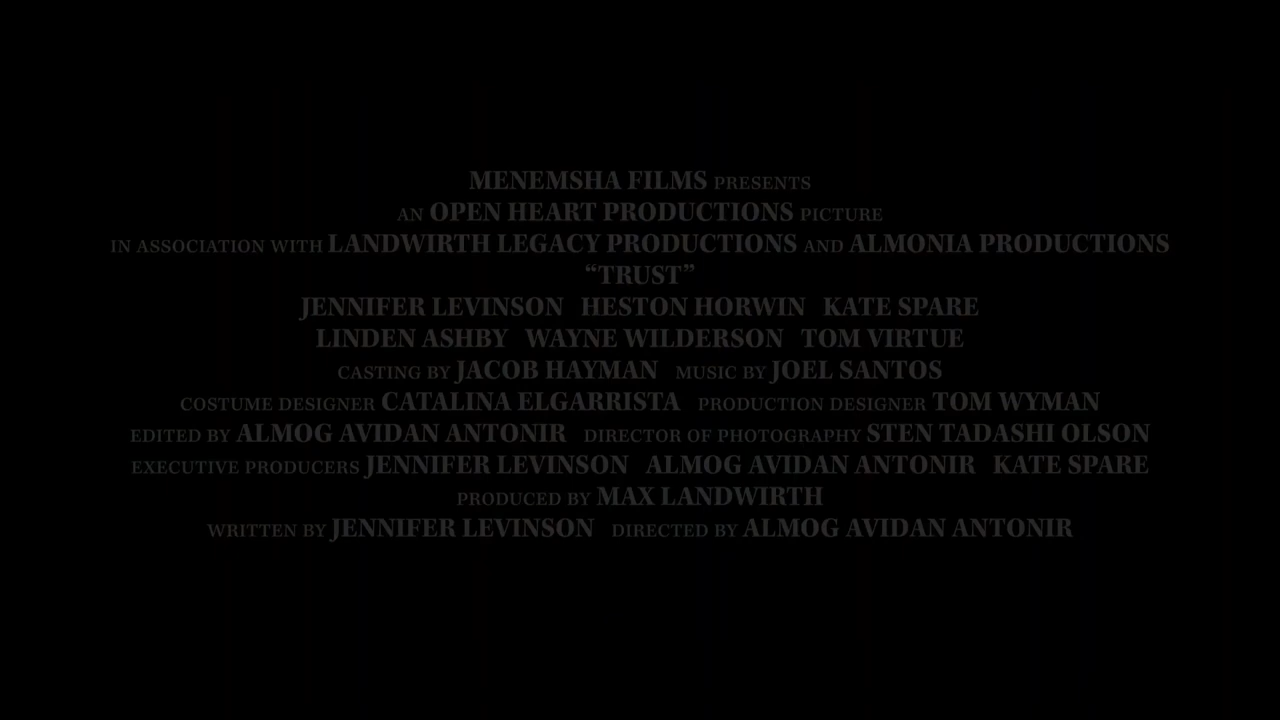 MENEMSHA FILMS PRESENTS
AN OPEN HEART PRODUCTIONS PICTURE
IN ASSOCIATION WITH LANDWIRTH LEGACY PRODUCTIONS AND ALMONIA PRODUCTIONS
“TRUST”
JENNIFER LEVINSON HESTON HORWIN KATE SPARE
LINDEN ASHBY WAYNE WILDERSON TOM VIRTUE
CASTING BY JACOB HAYMAN MUSIC BY JOEL SANTOS
COSTUME DESIGNER CATALINA ELGARRISTA PRODUCTION DESIGNER TOM WYMAN
EDITED BY ALMOG AVIDAN ANTONIR DIRECTOR OF PHOTOGRAPHY STEN TADASHI OLSON
EXECUTIVE PRODUCERS JENNIFER LEVINSON ALMOG AVIDAN ANTONIR KATE SPARE
PRODUCED BY MAX LANDWIRTH
WRITTEN BY JENNIFER LEVINSON DIRECTED BY ALMOG AVIDAN ANTONIR